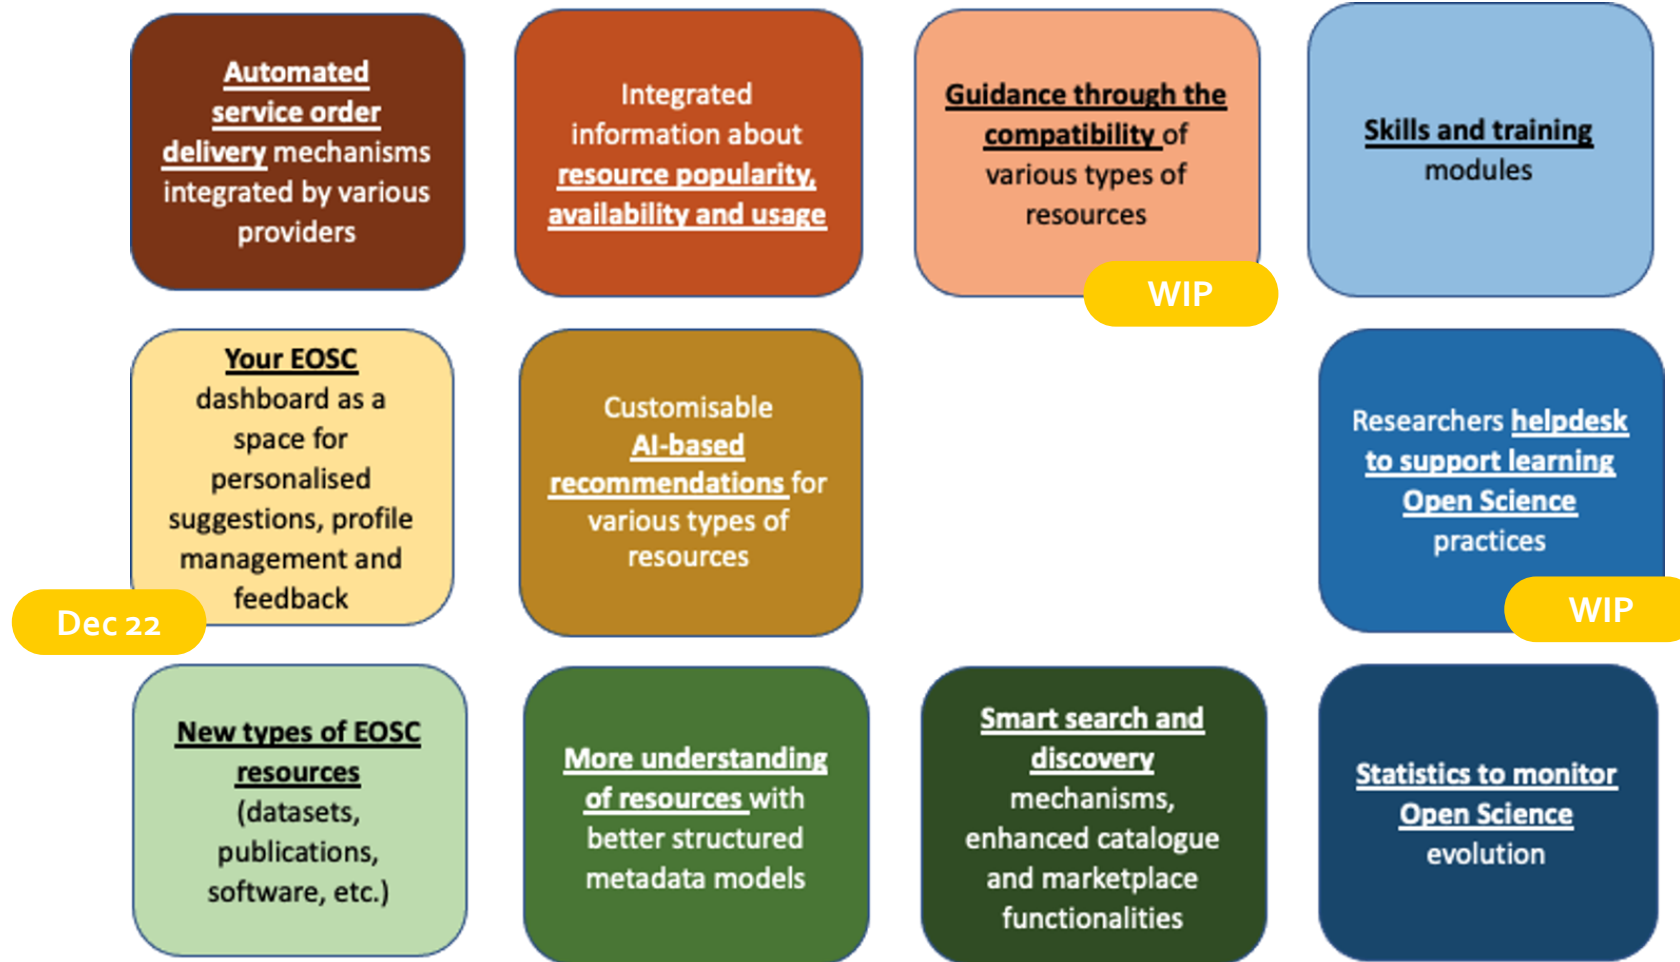 Automated
service order
delivery mechanisms
integrated by various
providers
Integrated
information about
resource popularity,
availability and usage
Guidance through the
compatibility of
various types of
resources
WIP
Skills and training
modules
Your EOSC
dashboard as a
space for
personalised
suggestions, profile
management and
feedback
Dec 22
Customisable
AI-based
recommendations for
various types of
resources
Researchers helpdesk
to support learning
Open Science
practices
WIP
New types of EOSC
resources
(datasets,
publications,
software, etc.)
More understanding
of resources with
better structured
metadata models
Smart search and
discovery
mechanisms,
enhanced catalogue
and marketplace
functionalities
Statistics to monitor
Open Science
evolution